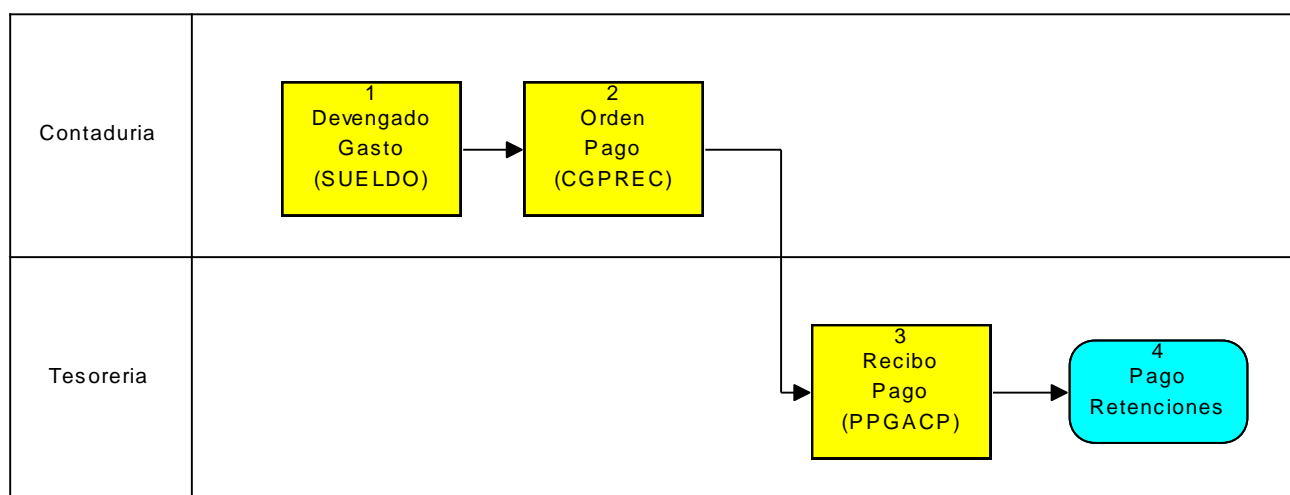 Contaduria
1
Devengado
Gasto
(SUELDO)
2
Orden
Pago
(CGPREC)
Tesoreria
3
Recibo
Pago
(PPGACP)
4
Pago
Retenciones